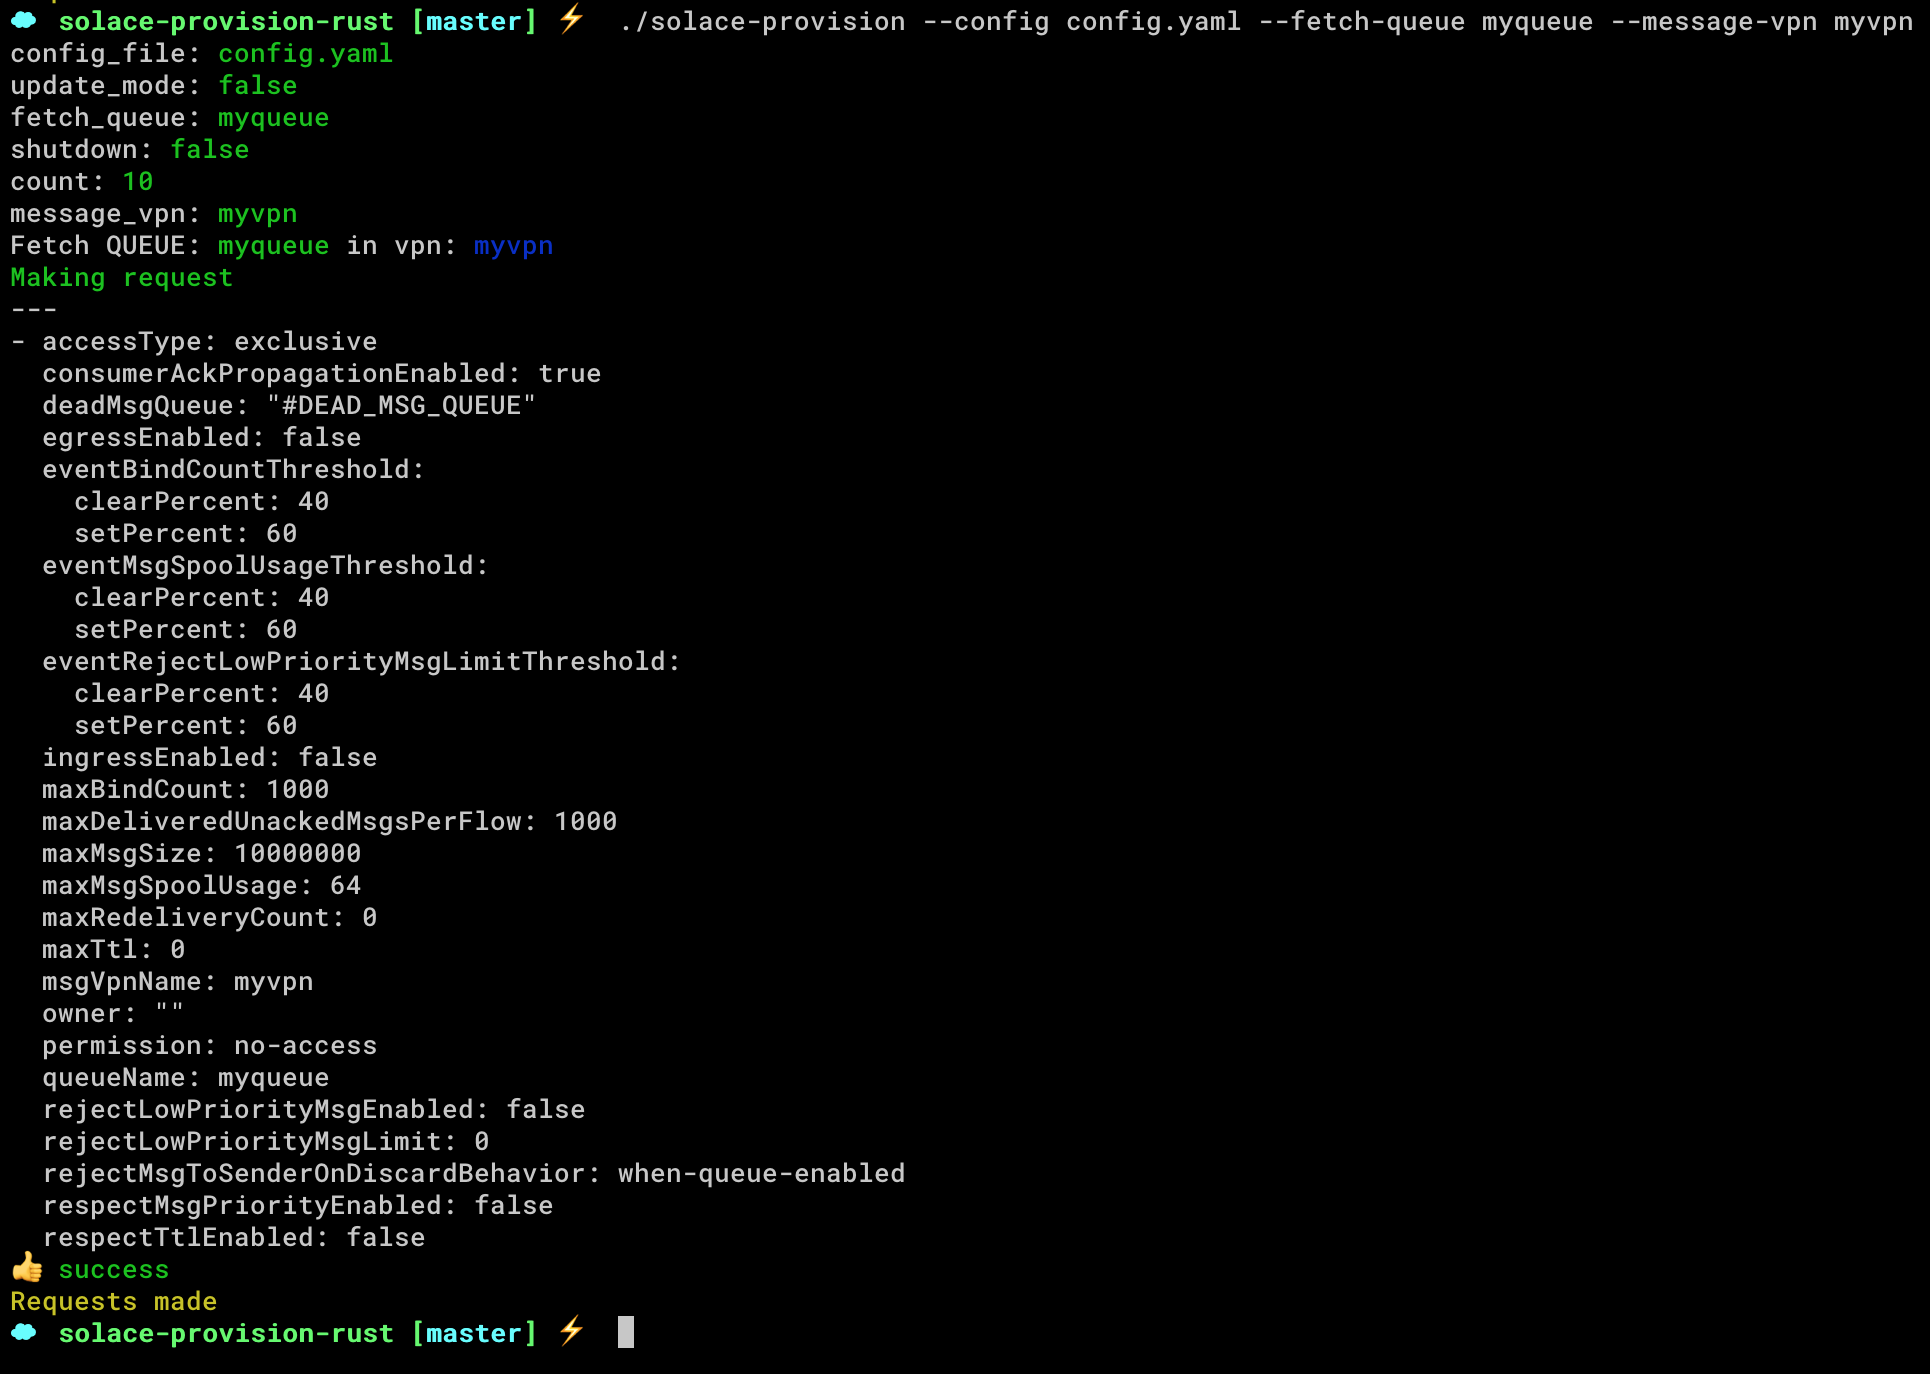 solace-provision-rust [master] ⚡ ./solace-provision --config config.yaml --fetch-queue myqueue --message-vpn myvpn
config_file: config.yaml
update_mode: false
fetch_queue: myqueue
shutdown: false
count: 10
message_vpn: myvpn
Fetch QUEUE: myqueue in vpn: myvpn
Making request
---
- accessType: exclusive
  consumerAckPropagationEnabled: true
  deadMsgQueue: "#DEAD_MSG_QUEUE"
  egressEnabled: false
  eventBindCountThreshold:
    clearPercent: 40
    setPercent: 60
  eventMsgSpoolUsageThreshold:
    clearPercent: 40
    setPercent: 60
  eventRejectLowPriorityMsgLimitThreshold:
    clearPercent: 40
    setPercent: 60
  ingressEnabled: false
  maxBindCount: 1000
  maxDeliveredUnackedMsgsPerFlow: 1000
  maxMsgSize: 10000000
  maxMsgSpoolUsage: 64
  maxRedeliveryCount: 0
  maxTtl: 0
  msgVpnName: myvpn
  owner: ""
  permission: no-access
  queueName: myqueue
  rejectLowPriorityMsgEnabled: false
  rejectLowPriorityMsgLimit: 0
  rejectMsgToSenderOnDiscardBehavior: when-queue-enabled
  respectMsgPriorityEnabled: false
  respectTtlEnabled: false
👍 success
Requests made
solace-provision-rust [master] ⚡